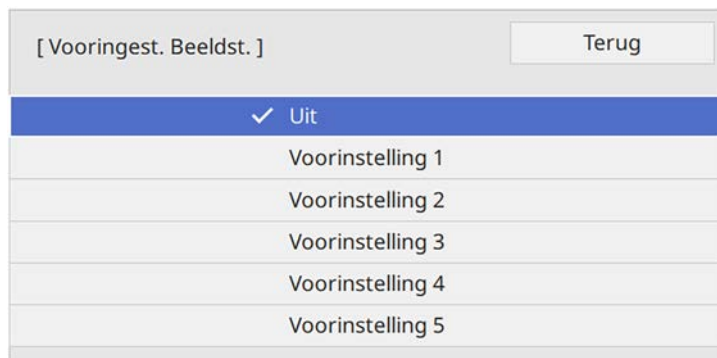 [ Vooringest. Beeldst. ]
Terug
Uit
Voorinstelling 1
Voorinstelling 2
Voorinstelling 3
Voorinstelling 4
Voorinstelling 5